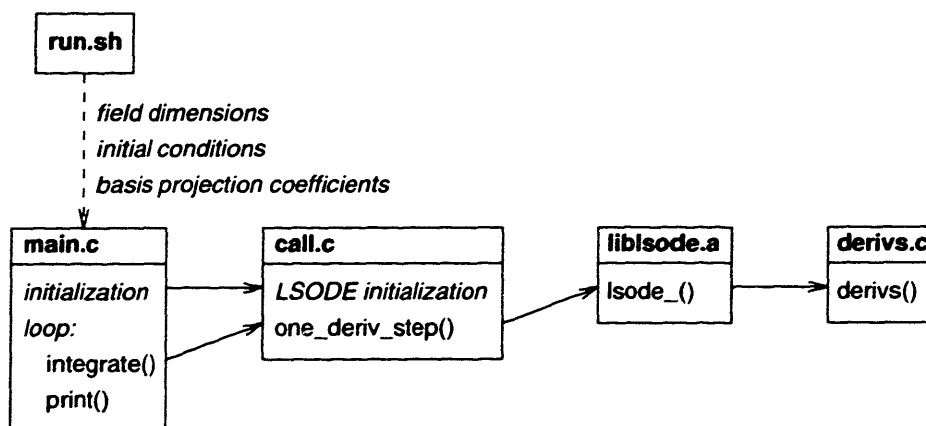 run.sh
field dimensions
initial conditions
basis projection coefficients
main.c
initialization
loop:
integrate()
print()
call.c
LSODE initialization
one_deriv_step()
liblsode.a
lsode_()
derivs.c
derivs()